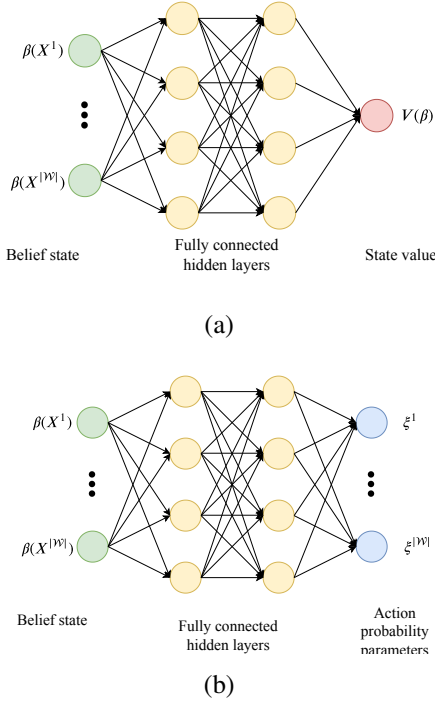 β(X¹)
V(β)
β(X^|𝒲|)
Belief state
Fully connected
hidden layers
State value
(a)
β(X¹)
ξ¹
β(X^|𝒲|)
ξ^|𝒲|
Belief state
Fully connected
hidden layers
Action
probability
parameters
(b)